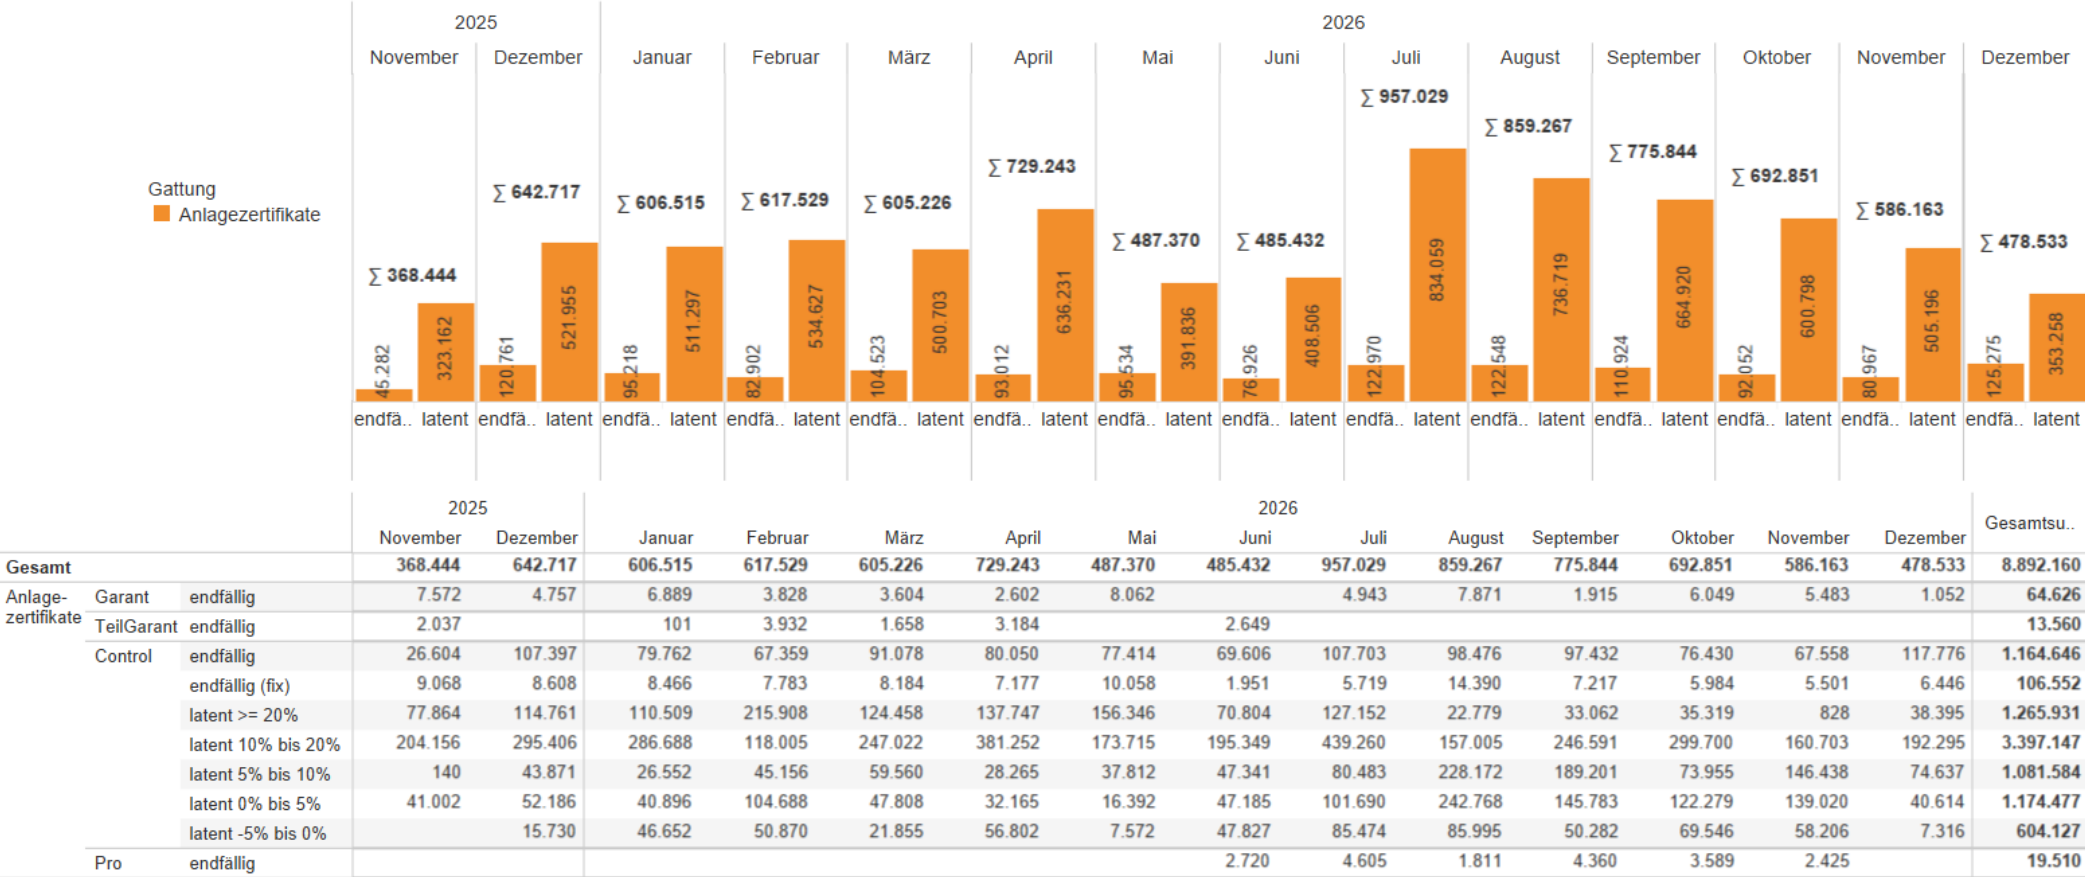 2025 2026
November Dezember Januar Februar März April Mai Juni Juli August September Oktober November Dezember
∑ 957.029
∑ 859.267
∑ 775.844
∑ 729.243
∑ 692.851
Gattung
Anlagezertifikate
∑ 642.717
∑ 606.515
∑ 617.529
∑ 605.226
∑ 586.163
∑ 487.370
∑ 485.432
∑ 478.533
∑ 368.444
45.282 323.162 120.761 521.955 95.218 511.297 82.902 534.627 104.523 500.703 93.012 636.231 95.534 391.836 76.926 408.506 122.970 834.059 122.548 736.719 110.924 664.920 92.052 600.798 80.967 505.196 125.275 353.258
endfä.. latent endfä.. latent endfä.. latent endfä.. latent endfä.. latent endfä.. latent endfä.. latent endfä.. latent endfä.. latent endfä.. latent endfä.. latent endfä.. latent endfä.. latent endfä.. latent
2025 2026
November Dezember Januar Februar März April Mai Juni Juli August September Oktober November Dezember Gesamtsu..
Gesamt 368.444 642.717 606.515 617.529 605.226 729.243 487.370 485.432 957.029 859.267 775.844 692.851 586.163 478.533 8.892.160
Anlage-zertifikate Garant endfällig 7.572 4.757 6.889 3.828 3.604 2.602 8.062 4.943 7.871 1.915 6.049 5.483 1.052 64.626
TeilGarant endfällig 2.037 101 3.932 1.658 3.184 2.649 13.560
Control endfällig 26.604 107.397 79.762 67.359 91.078 80.050 77.414 69.606 107.703 98.476 97.432 76.430 67.558 117.776 1.164.646
endfällig (fix) 9.068 8.608 8.466 7.783 8.184 7.177 10.058 1.951 5.719 14.390 7.217 5.984 5.501 6.446 106.552
latent >= 20% 77.864 114.761 110.509 215.908 124.458 137.747 156.346 70.804 127.152 22.779 33.062 35.319 828 38.395 1.265.931
latent 10% bis 20% 204.156 295.406 286.688 118.005 247.022 381.252 173.715 195.349 439.260 157.005 246.591 299.700 160.703 192.295 3.397.147
latent 5% bis 10% 140 43.871 26.552 45.156 59.560 28.265 37.812 47.341 80.483 228.172 189.201 73.955 146.438 74.637 1.081.584
latent 0% bis 5% 41.002 52.186 40.896 104.688 47.808 32.165 16.392 47.185 101.690 242.768 145.783 122.279 139.020 40.614 1.174.477
latent -5% bis 0% 15.730 46.652 50.870 21.855 56.802 7.572 47.827 85.474 85.995 50.282 69.546 58.206 7.316 604.127
Pro endfällig 2.720 4.605 1.811 4.360 3.589 2.425 19.510